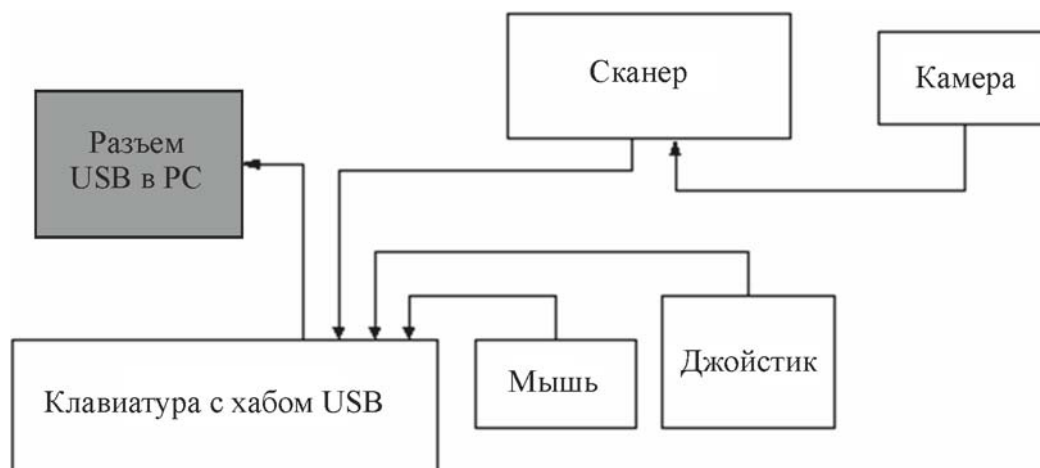 Сканер
Камера
Разъем
USB в PC
Джойстик
Мышь
Клавиатура с хабом USB